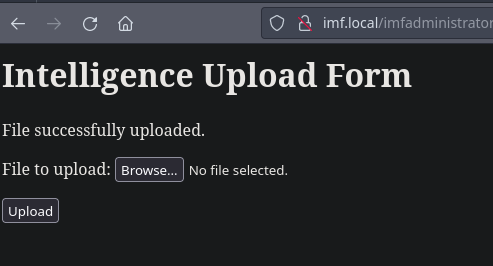 imf.local/imfadministrator
Intelligence Upload Form
File successfully uploaded.
File to upload: Browse... No file selected.
Upload